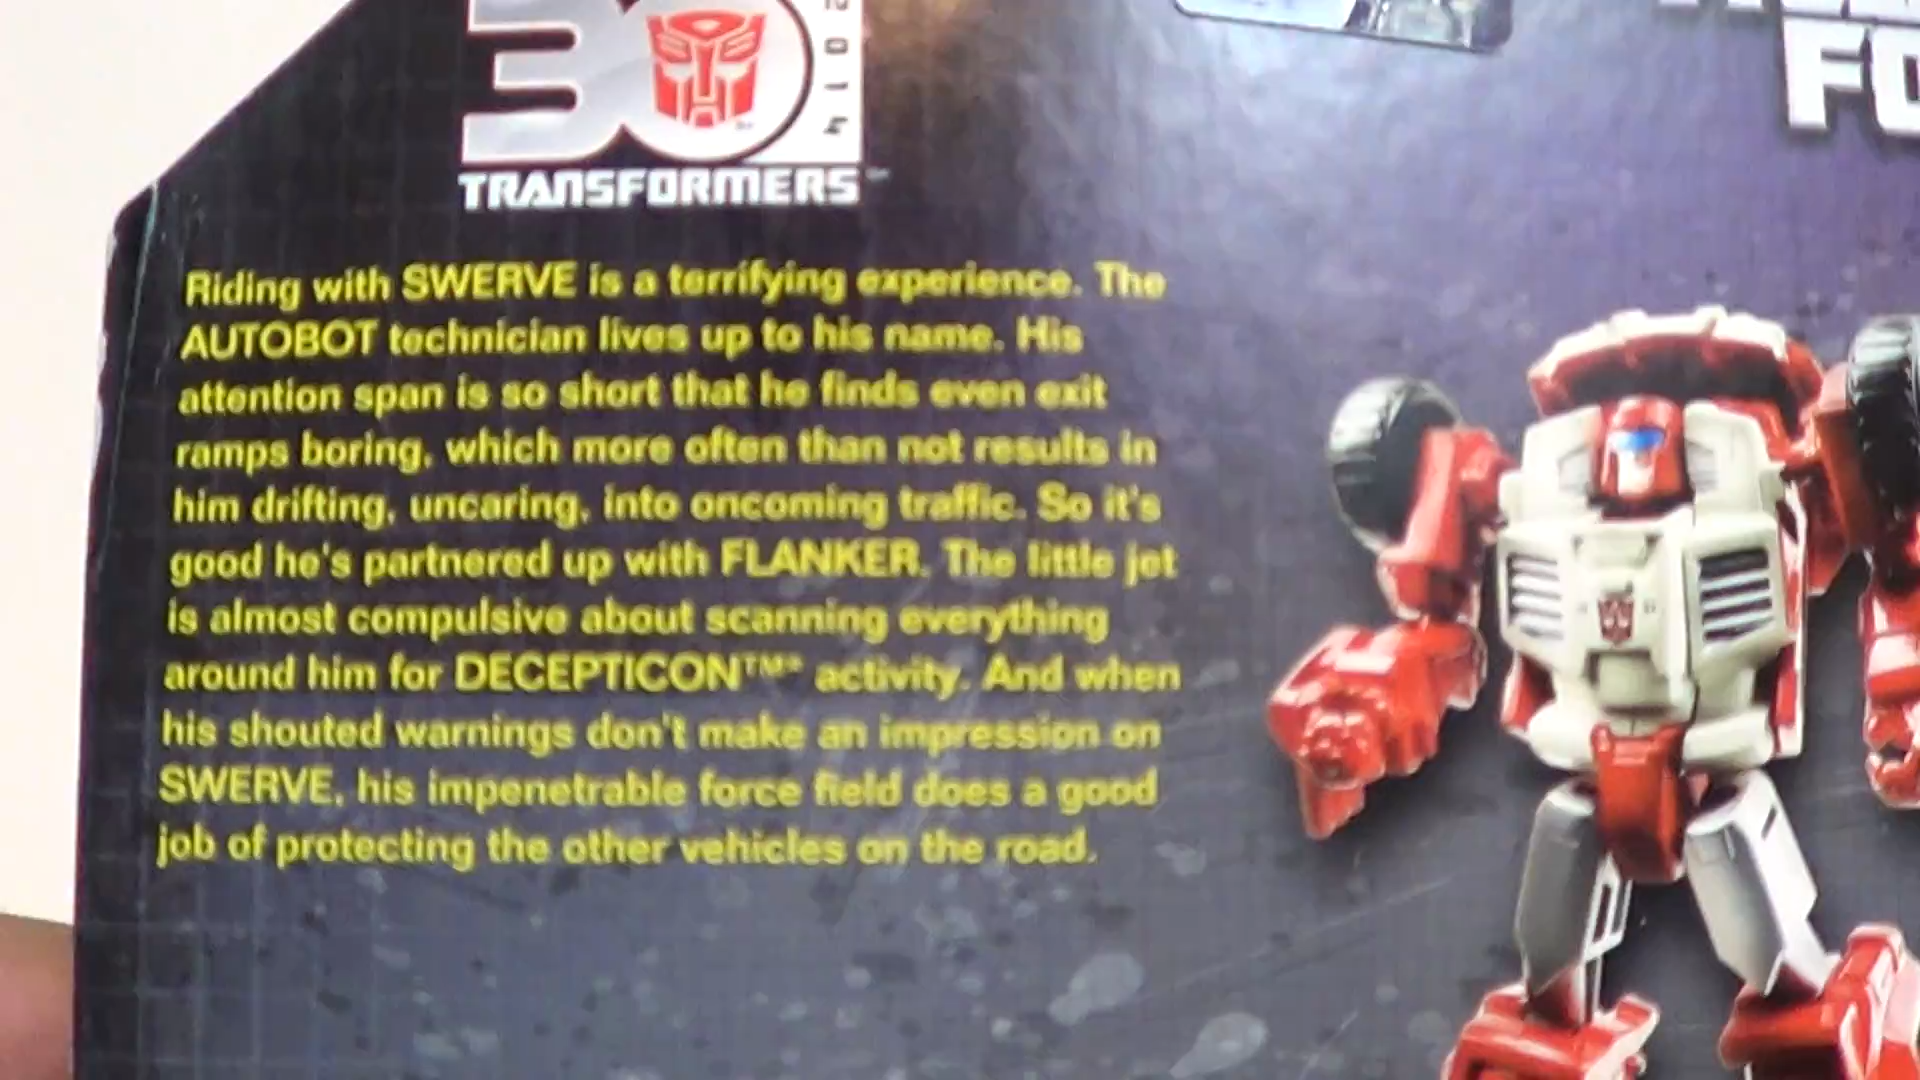 30
2014
TRANSFORMERS
FO
Riding with SWERVE is a terrifying experience. The
AUTOBOT technician lives up to his name. His
attention span is so short that he finds even exit
ramps boring, which more often than not results in
him drifting, uncaring, into oncoming traffic. So it's
good he's partnered up with FLANKER. The little jet
is almost compulsive about scanning everything
around him for DECEPTICON™* activity. And when
his shouted warnings don't make an impression on
SWERVE, his impenetrable force field does a good
job of protecting the other vehicles on the road.